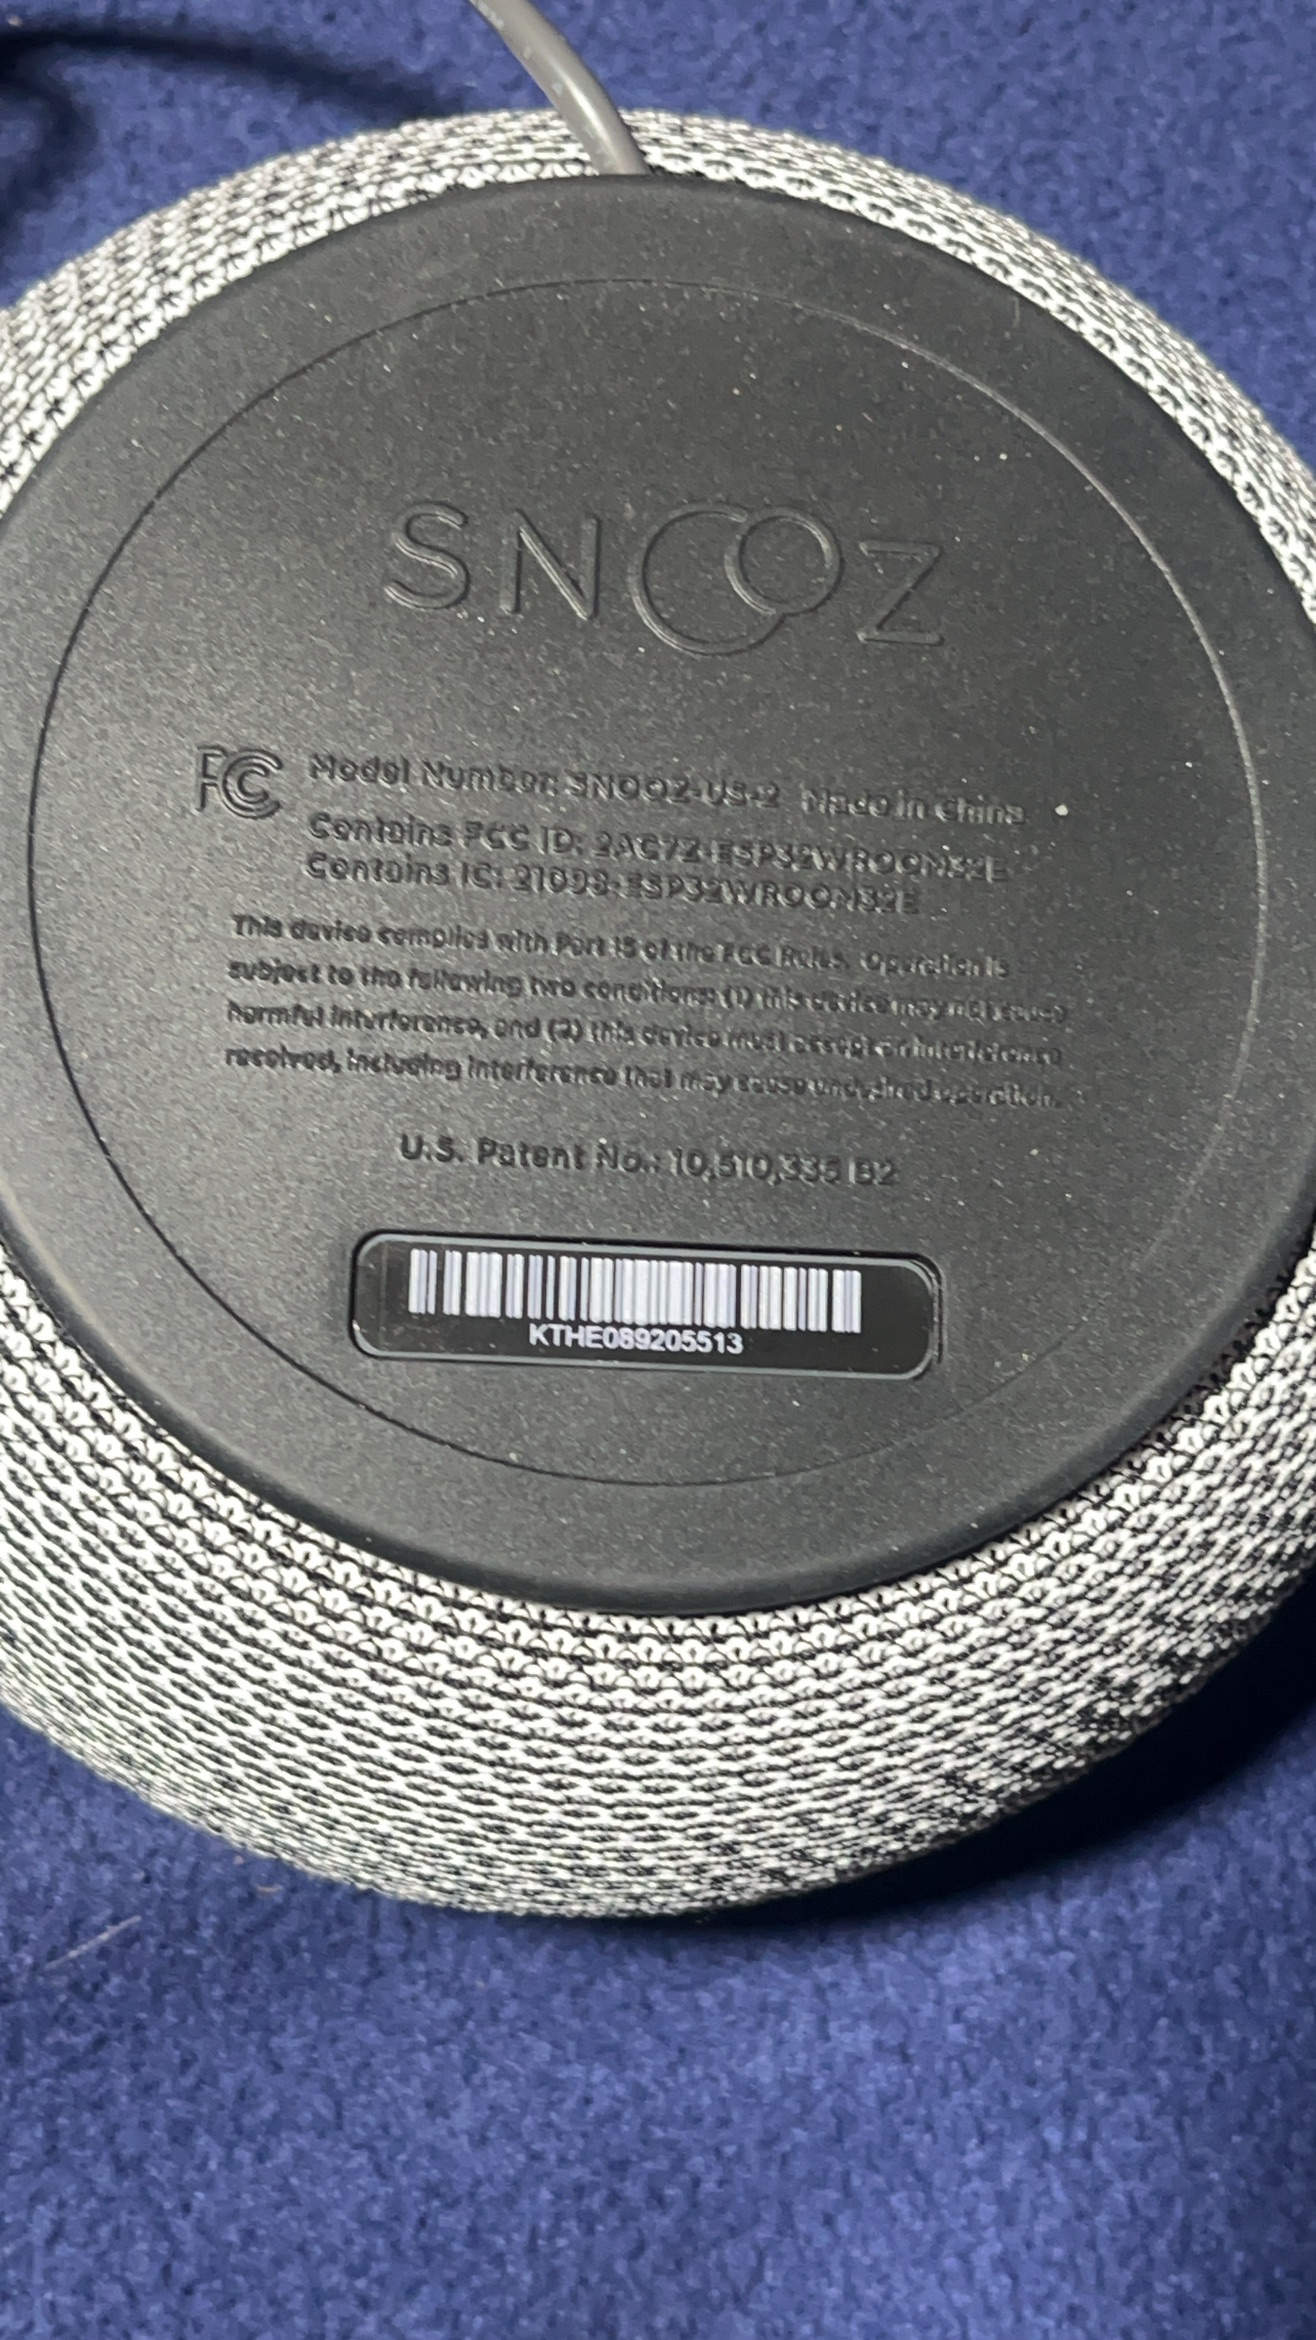 SNOOZ
FC Model Number: SNOOZ-US-2 Made in China
Contains FCC ID: 2AC7Z-ESP32WROOM32E
Contains IC: 21098-ESP32WROOM32E
This device complies with Part 15 of the FCC Rules. Operation is
subject to the following two conditions: (1) this device may not cause
harmful interference, and (2) this device must accept an interference
received, including interference that may cause undesired operation.
U.S. Patent No.: 10,510,335 B2
KTHE089205513